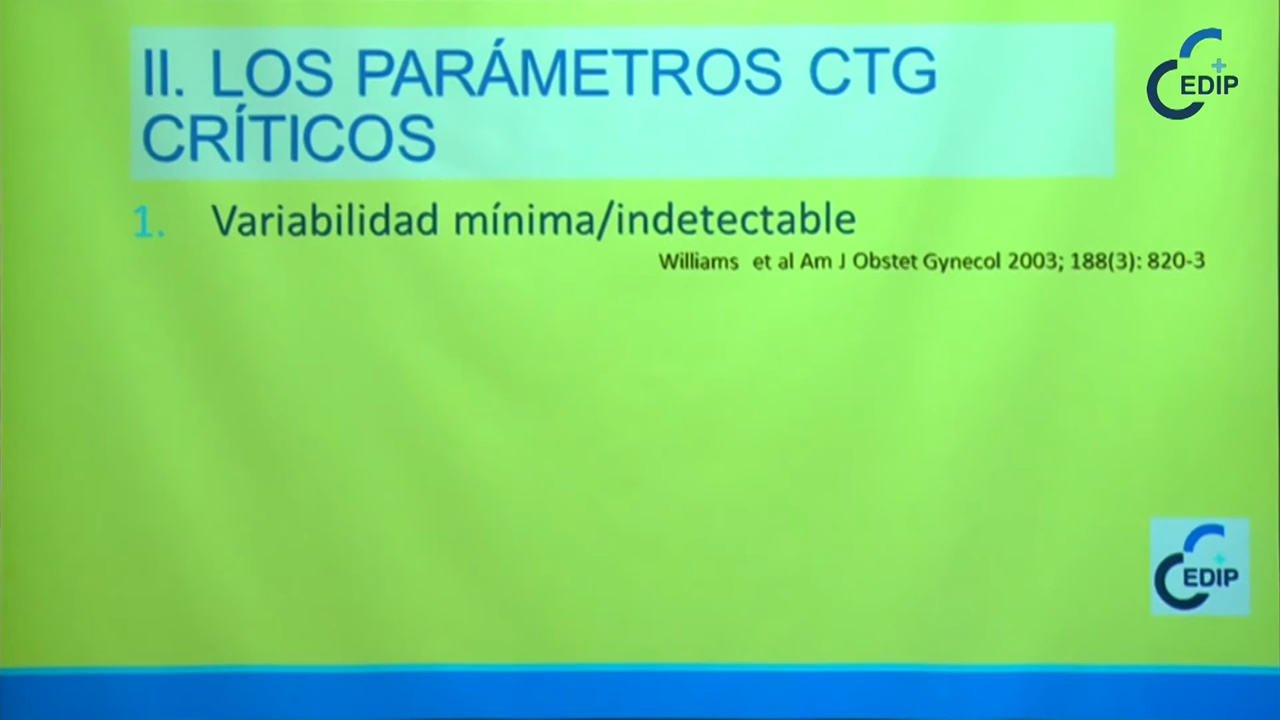 II. LOS PARÁMETROS CTG
CRÍTICOS
EDIP
1. Variabilidad mínima/indetectable
Williams et al Am J Obstet Gynecol 2003; 188(3): 820-3
EDIP